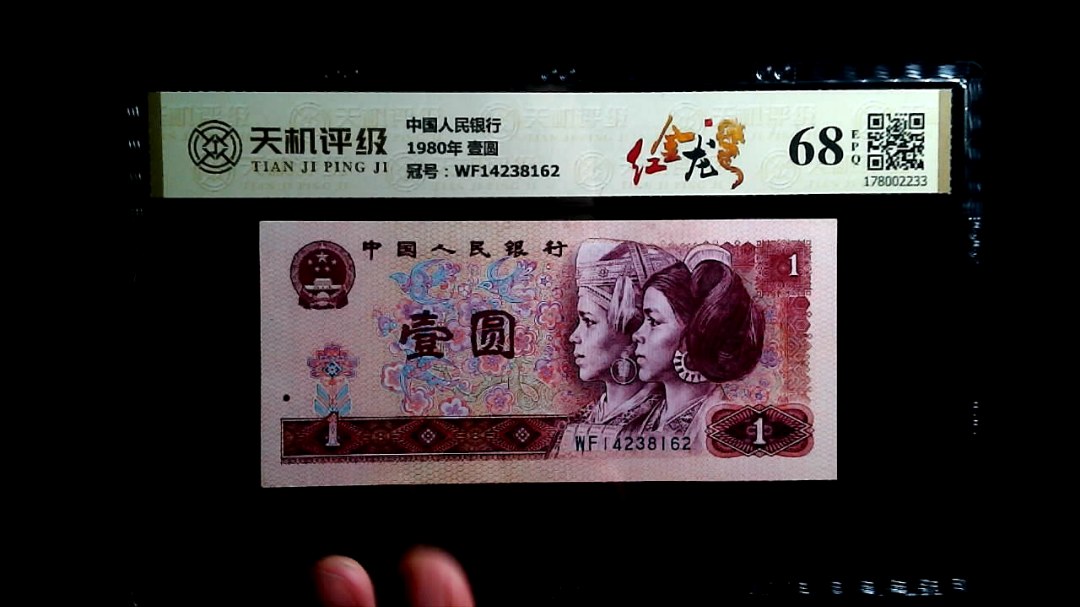 天机评级
TIAN JI PING JI
中国人民银行
1980年 壹圆
冠号：WF14238162
红金龙
68
EPQ
178002233
中国人民银行
1
壹圆
1
WF14238162
1